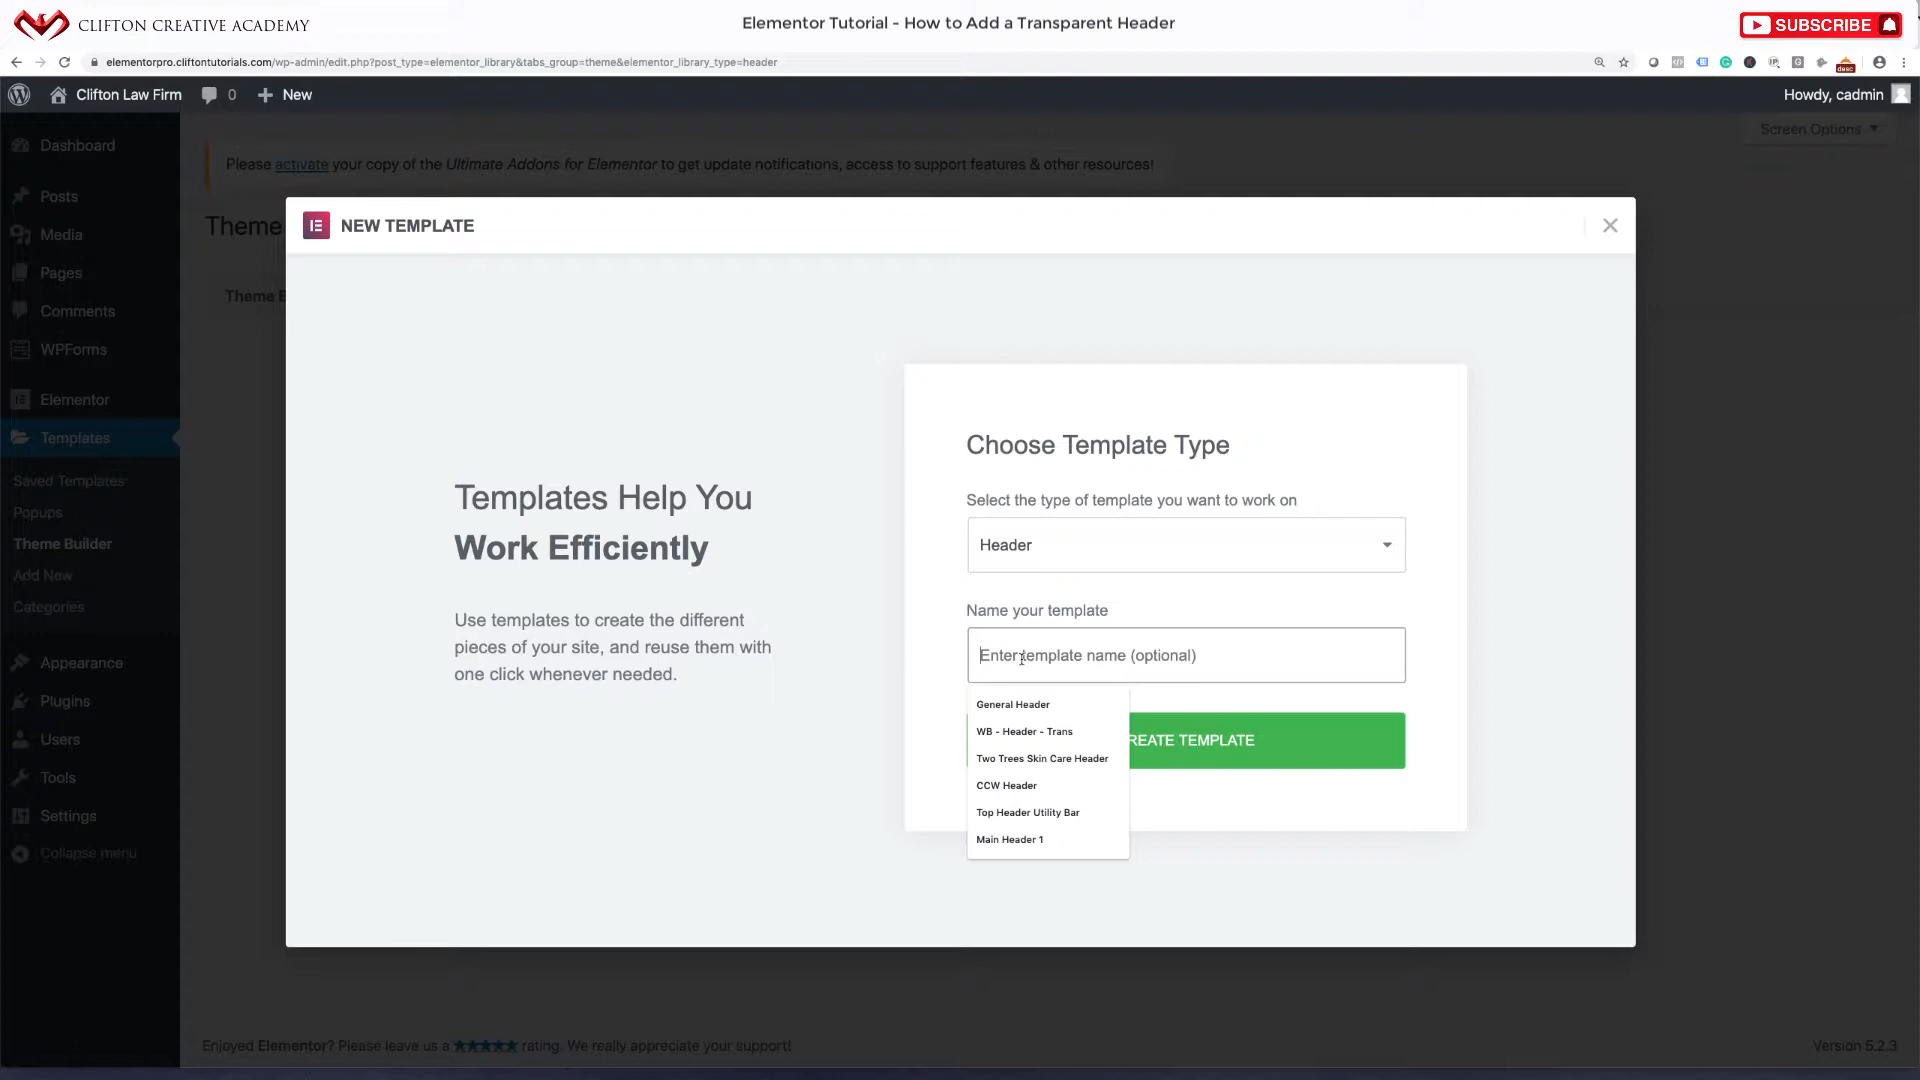 CLIFTON CREATIVE ACADEMY
Elementor Tutorial - How to Add a Transparent Header
SUBSCRIBE
elementorpro.cliftontutorials.com/wp-admin/edit.php?post_type=elementor_library&tabs_group=theme&elementor_library_type=header
Clifton Law Firm
0
New
Howdy, cadmin
Screen Options
Dashboard
Posts
Media
Pages
Comments
WPForms
Elementor
Templates
Saved Templates
Popups
Theme Builder
Add New
Categories
Appearance
Plugins
Users
Tools
Settings
Collapse menu
Please activate your copy of the Ultimate Addons for Elementor to get update notifications, access to support features & other resources!
Theme
Theme B
NEW TEMPLATE
Templates Help You
Work Efficiently
Use templates to create the different
pieces of your site, and reuse them with
one click whenever needed.
Choose Template Type
Select the type of template you want to work on
Header
Name your template
Enter template name (optional)
General Header
WB - Header - Trans
Two Trees Skin Care Header
CCW Header
Top Header Utility Bar
Main Header 1
REATE TEMPLATE
Enjoyed Elementor? Please leave us a ★★★★★ rating. We really appreciate your support!
Version 5.2.3